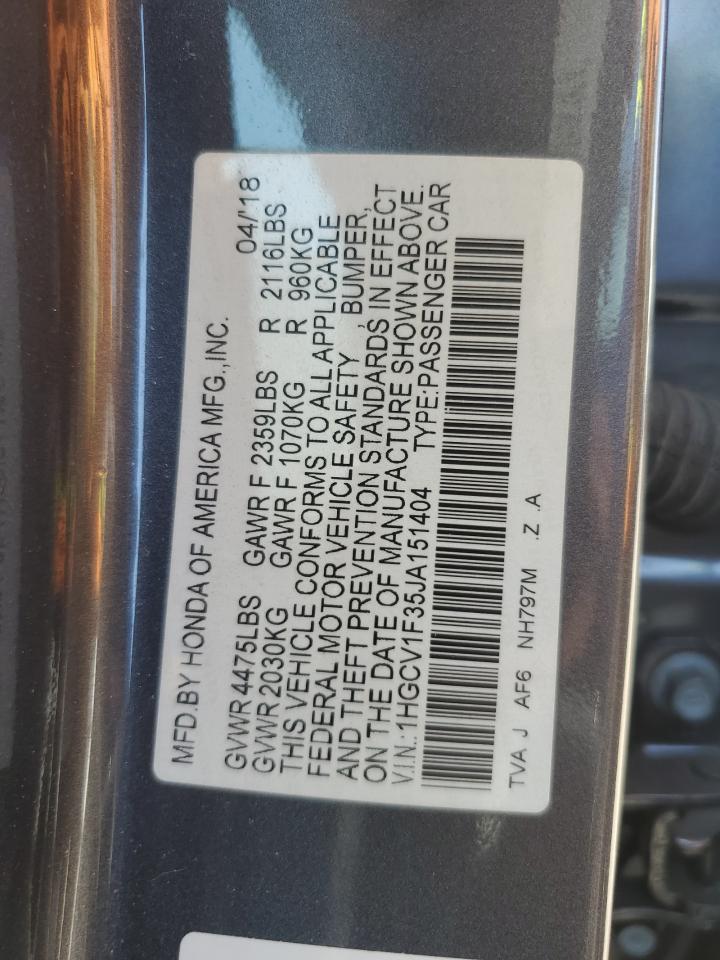 MFD.BY HONDA OF AMERICA MFG.,INC. 04/'18
GVWR 4475LBS GAWR F 2359LBS R 2116LBS
GVWR 2030KG GAWR F 1070KG R 960KG
THIS VEHICLE CONFORMS TO ALL APPLICABLE
FEDERAL MOTOR VEHICLE SAFETY, BUMPER,
AND THEFT PREVENTION STANDARDS IN EFFECT
ON THE DATE OF MANUFACTURE SHOWN ABOVE.
V.I.N.:1HGCV1F35JA151404 TYPE:PASSENGER CAR
TVA J AF6 NH797M .Z .A